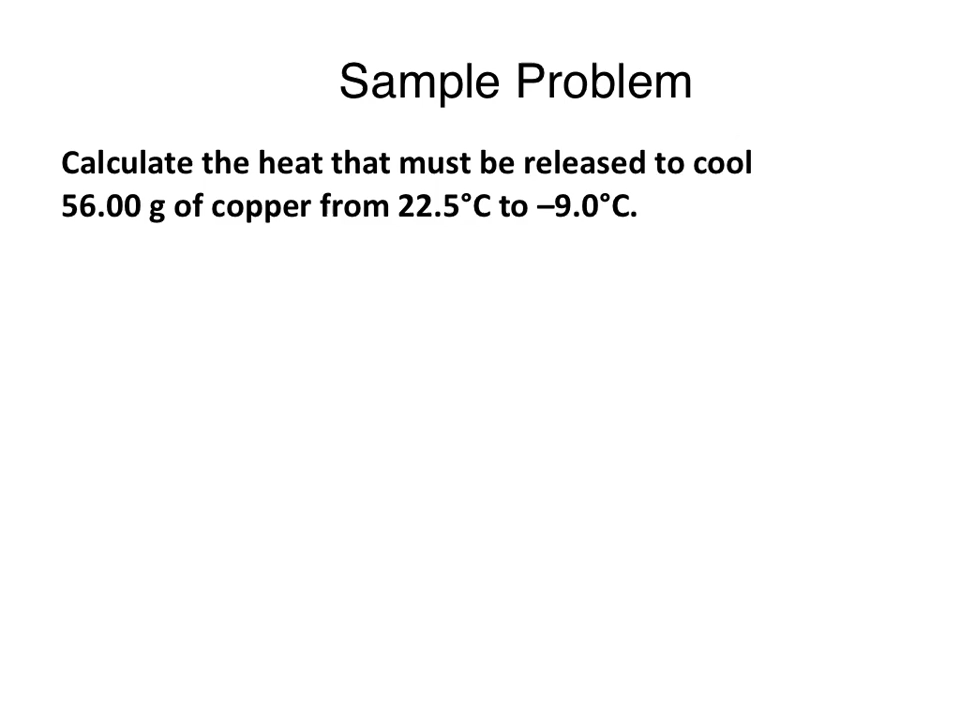 Sample Problem
Calculate the heat that must be released to cool
56.00 g of copper from 22.5°C to –9.0°C.